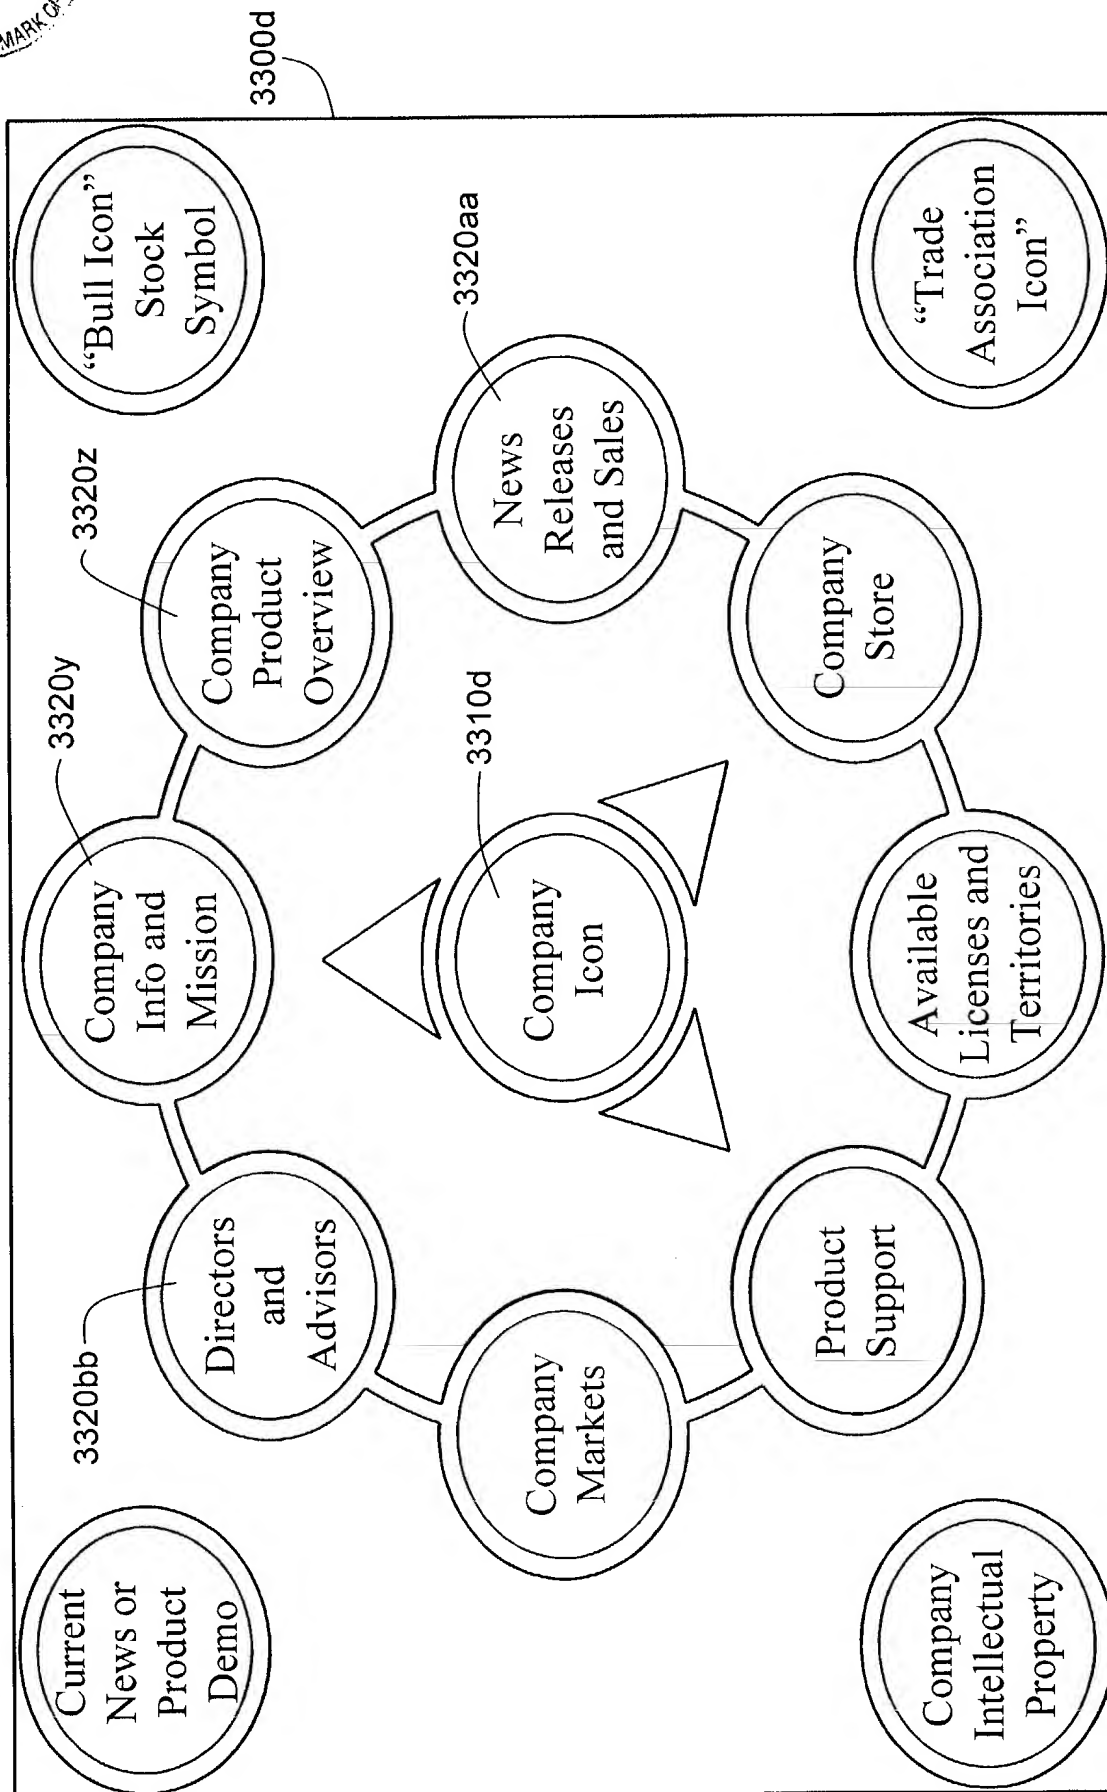 MARK OF
3300d
Current
News or
Product
Demo
3320bb
Directors
and
Advisors
Company
Info and
Mission
3320y
Company
Product
Overview
3320z
"Bull Icon"
Stock
Symbol
Company
Markets
Company
Icon
3310d
News
Releases
and Sales
3320aa
Product
Support
Available
Licenses and
Territories
Company
Store
Company
Intellectual
Property
“Trade
Association
Icon”